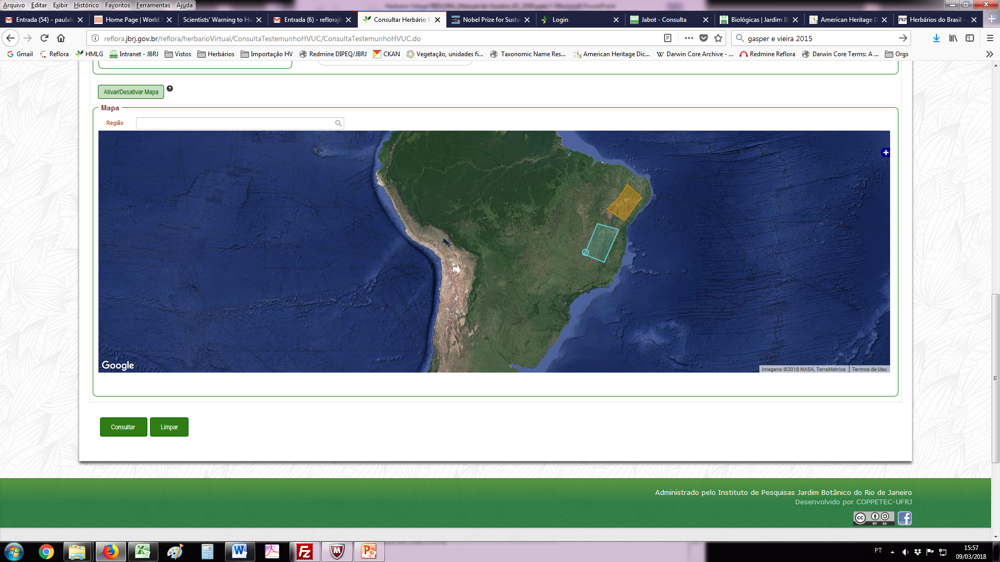 Arquivo Editar Exibir Histórico Favoritos Ferramentas Ajuda
Entrada (54) - paulale
Home Page | World S
Scientists' Warning to Hu
Entrada (6) - reflorajb
Consultar Herbário V
Nobel Prize for Susta
Login
Jabot - Consulta
Biológicas | Jardim Bo
American Heritage D
PKP Herbários do Brasil - A
reflora.jbrj.gov.br/reflora/herbarioVirtual/ConsultaTestemunhoHVUC/ConsultaTestemunhoHVUC.do
gasper e vieira 2015
Gmail Reflora HMLG Intranet - JBRJ Vistos Herbários Importação HV Redmine DIPEQ/JBRJ CKAN Vegetação, unidades fi... Taxonomic Name Res... American Heritage Dic... W Darwin Core Archive - ... Redmine Reflora Darwin Core Terms: A ... Orgs
Ativar/Desativar Mapa ?
Mapa
Região
Google
Imagens ©2018 NASA, TerraMetrics Termos de Uso
Consultar Limpar
Administrado pelo Instituto de Pesquisas Jardim Botânico do Rio de Janeiro
Desenvolvido por COPPETEC-UFRJ
cc BY SA f
PT
15:57
09/03/2018